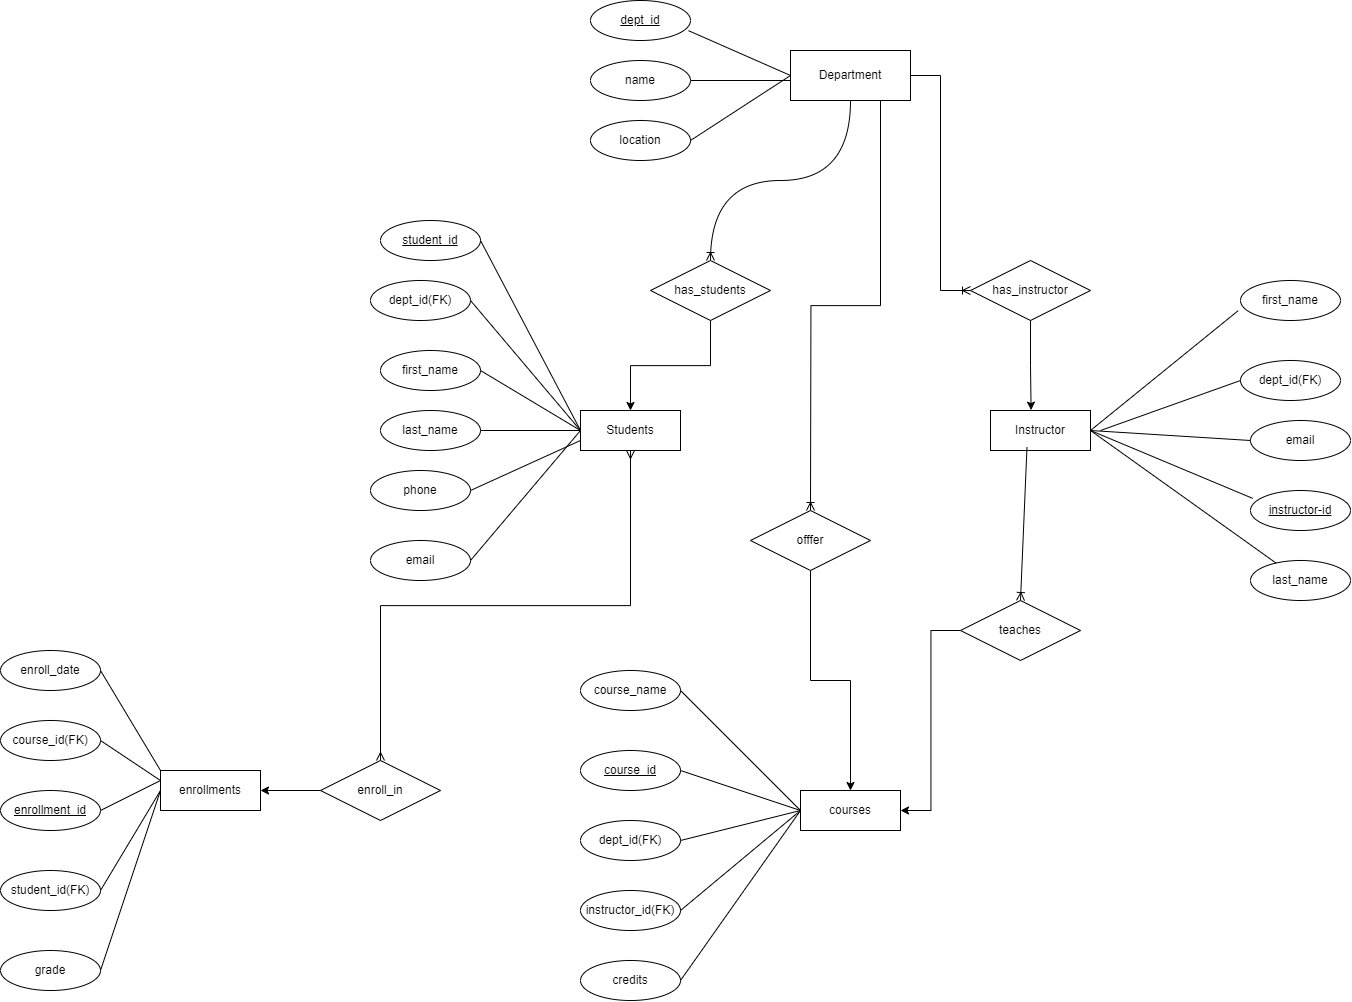 dept_id
Department
name
location
student_id
dept_id(FK)
first_name
last_name
Students
phone
email
has_students
has_instructor
first_name
dept_id(FK)
Instructor
email
instructor-id
last_name
offfer
teaches
enroll_date
course_id(FK)
enrollments
enroll_in
enrollment_id
student_id(FK)
grade
course_name
course_id
courses
dept_id(FK)
instructor_id(FK)
credits